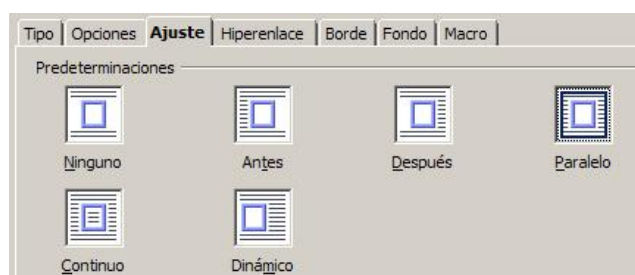 Tipo Opciones Ajuste Hiperenlace Borde Fondo Macro
Predeterminaciones
Ninguno Antes Después Paralelo
Continuo Dinámico